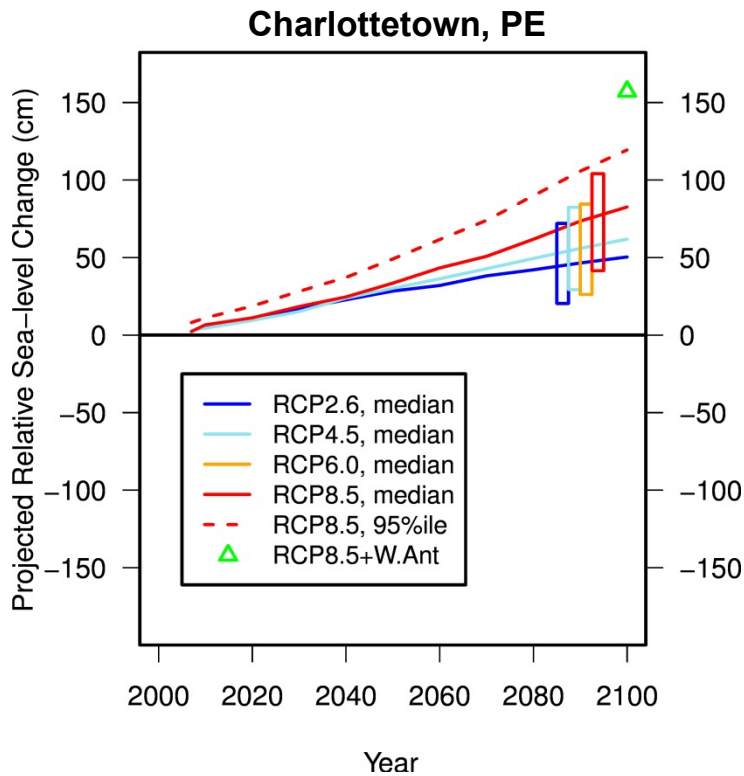 Charlottetown, PE
Projected Relative Sea-level Change (cm)
150
100
50
0
−50
−100
−150
150
100
50
0
−50
−100
−150
RCP2.6, median
RCP4.5, median
RCP6.0, median
RCP8.5, median
RCP8.5, 95%ile
RCP8.5+W.Ant
2000 2020 2040 2060 2080 2100
Year